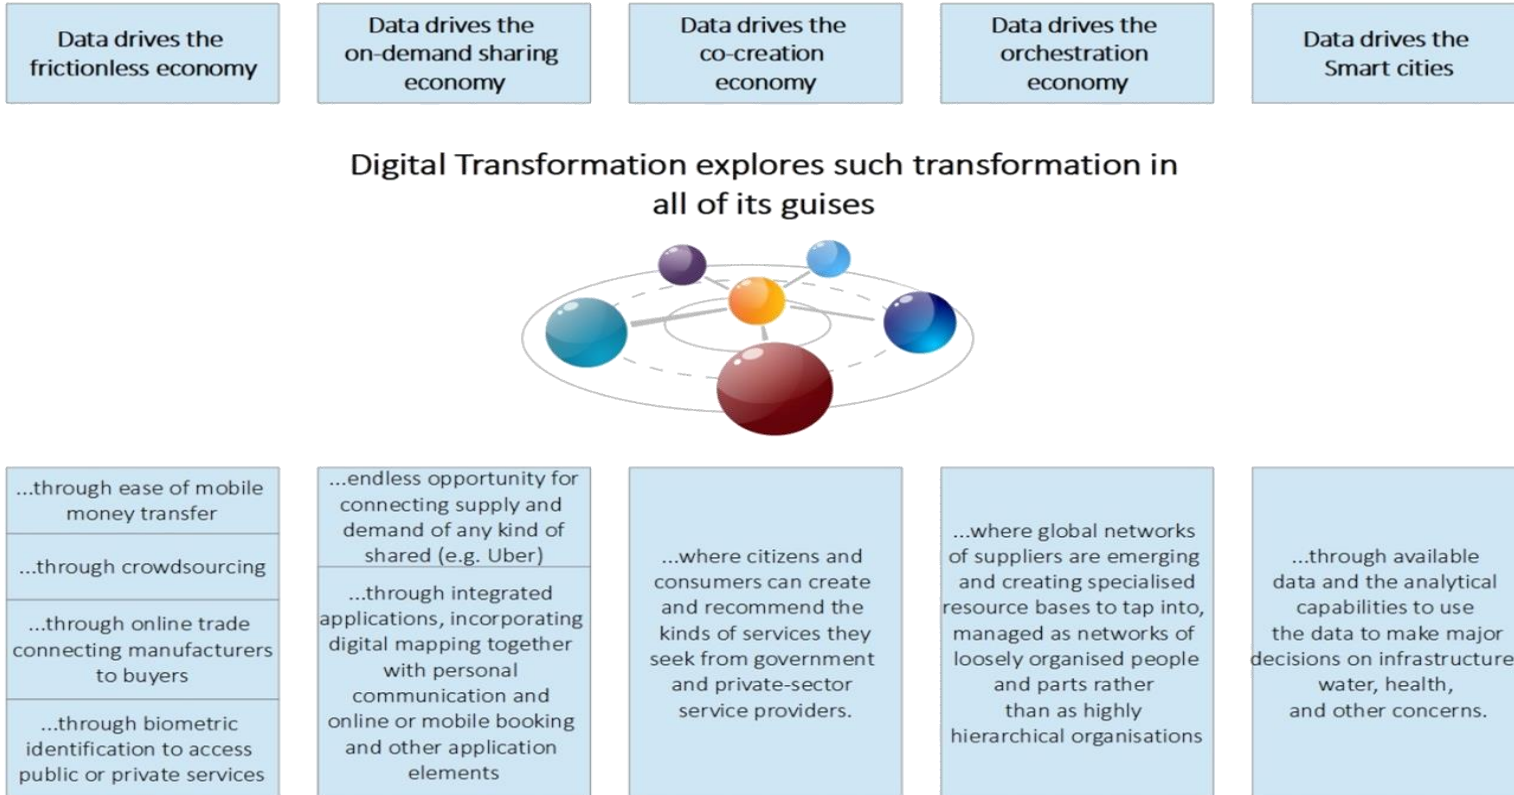 Data drives the
frictionless economy
Data drives the
on-demand sharing
economy
Data drives the
co-creation
economy
Data drives the
orchestration
economy
Data drives the
Smart cities
Digital Transformation explores such transformation in
all of its guises
...through ease of mobile
money transfer
...through crowdsourcing
...through online trade
connecting manufacturers
to buyers
...through biometric
identification to access
public or private services
...endless opportunity for
connecting supply and
demand of any kind of
shared (e.g. Uber)
...through integrated
applications, incorporating
digital mapping together
with personal
communication and
online or mobile booking
and other application
elements
...where citizens and
consumers can create
and recommend the
kinds of services they
seek from government
and private-sector
service providers.
...where global networks
of suppliers are emerging
and creating specialised
resource bases to tap into,
managed as networks of
loosely organised people
and parts rather
than as highly
hierarchical organisations
...through available
data and the analytical
capabilities to use
the data to make major
decisions on infrastructure
water, health,
and other concerns.